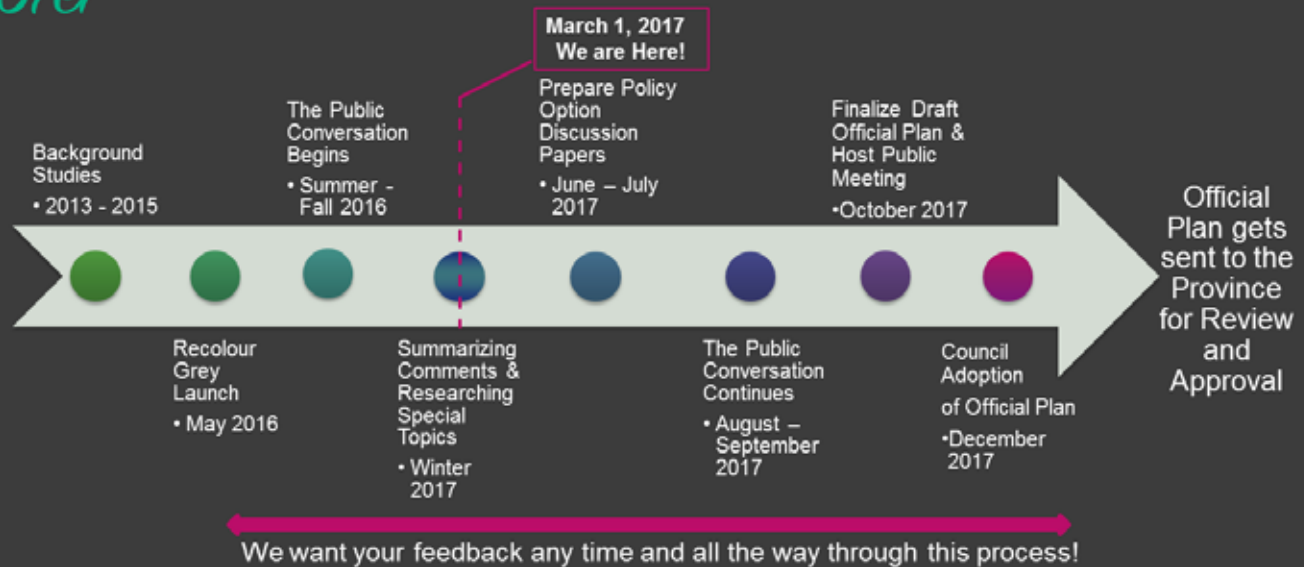 March 1, 2017
We are Here!
Background
Studies
• 2013 - 2015
The Public
Conversation
Begins
• Summer -
Fall 2016
Prepare Policy
Option
Discussion
Papers
• June – July
2017
Finalize Draft
Official Plan &
Host Public
Meeting
•October 2017
Recolour
Grey
Launch
• May 2016
Summarizing
Comments &
Researching
Special
Topics
• Winter
2017
The Public
Conversation
Continues
• August –
September
2017
Council
Adoption
of Official Plan
•December
2017
Official
Plan gets
sent to the
Province
for Review
and
Approval
We want your feedback any time and all the way through this process!